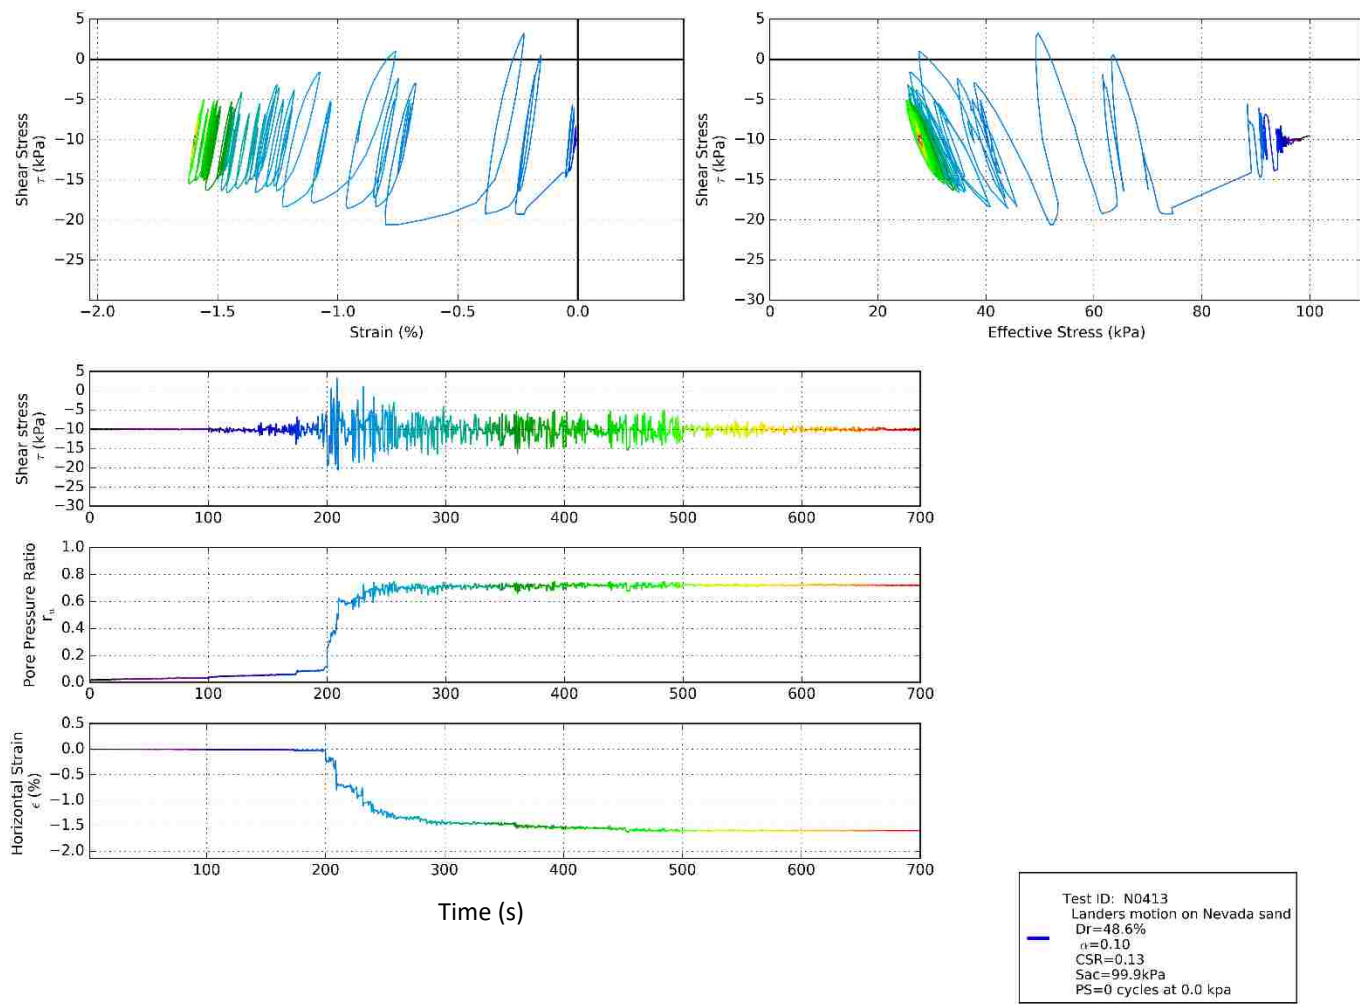 5
0
−5
−10
−15
−20
−25
Shear Stress
τ (kPa)
−2.0 −1.5 −1.0 −0.5 0.0
Strain (%)
5
0
−5
−10
−15
−20
−25
−30
Shear Stress
τ (kPa)
0 20 40 60 80 100
Effective Stress (kPa)
5
0
−5
−10
−15
−20
−25
−30
Shear stress
τ (kPa)
0 100 200 300 400 500 600 700
1.0
0.8
0.6
0.4
0.2
0.0
Pore Pressure Ratio
ru
0 100 200 300 400 500 600 700
0.5
0.0
−0.5
−1.0
−1.5
−2.0
Horizontal Strain
ϵ (%)
100 200 300 400 500 600 700
Time (s)
Test ID: N0413
Landers motion on Nevada sand
Dr=48.6%
α=0.10
CSR=0.13
Sac=99.9kPa
PS=0 cycles at 0.0 kpa